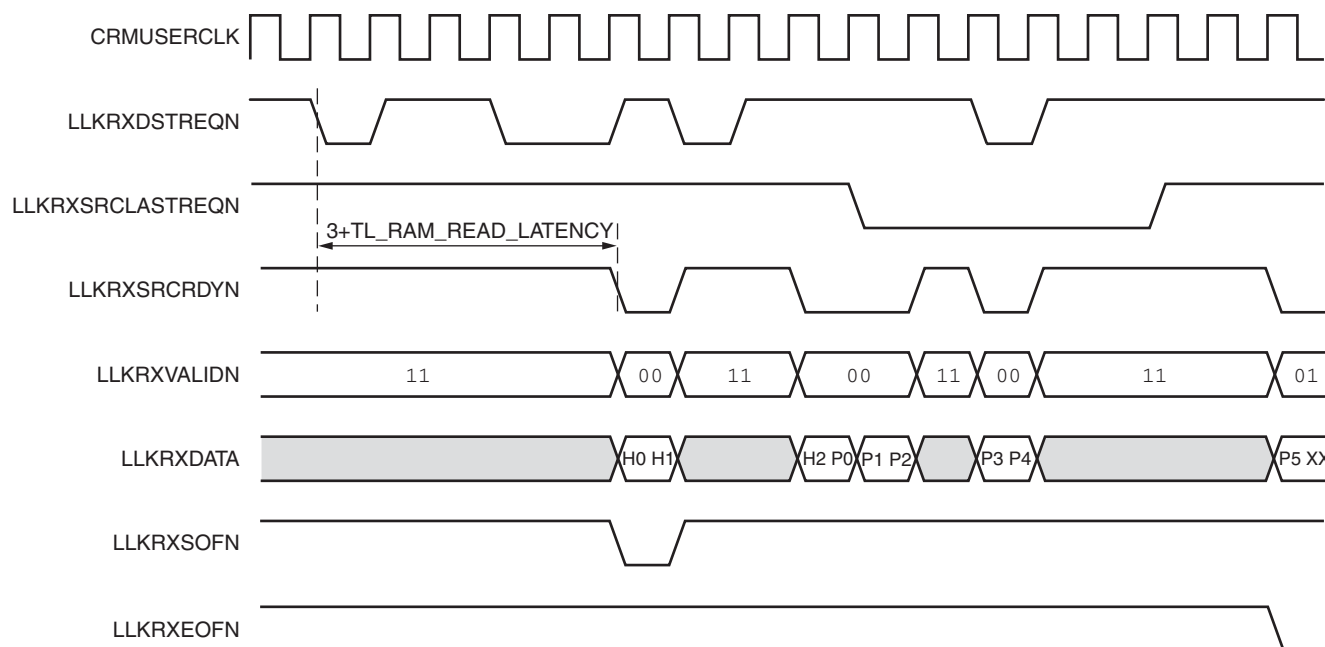 CRMUSERCLK
LLKRXDSTREQN
LLKRXSRCLASTREQN
3+TL_RAM_READ_LATENCY
LLKRXSRCRDYN
LLKRXVALIDN 11 00 11 00 11 00 11 01
LLKRXDATA H0 H1 H2 P0 P1 P2 P3 P4 P5 XX
LLKRXSOFN
LLKRXEOFN